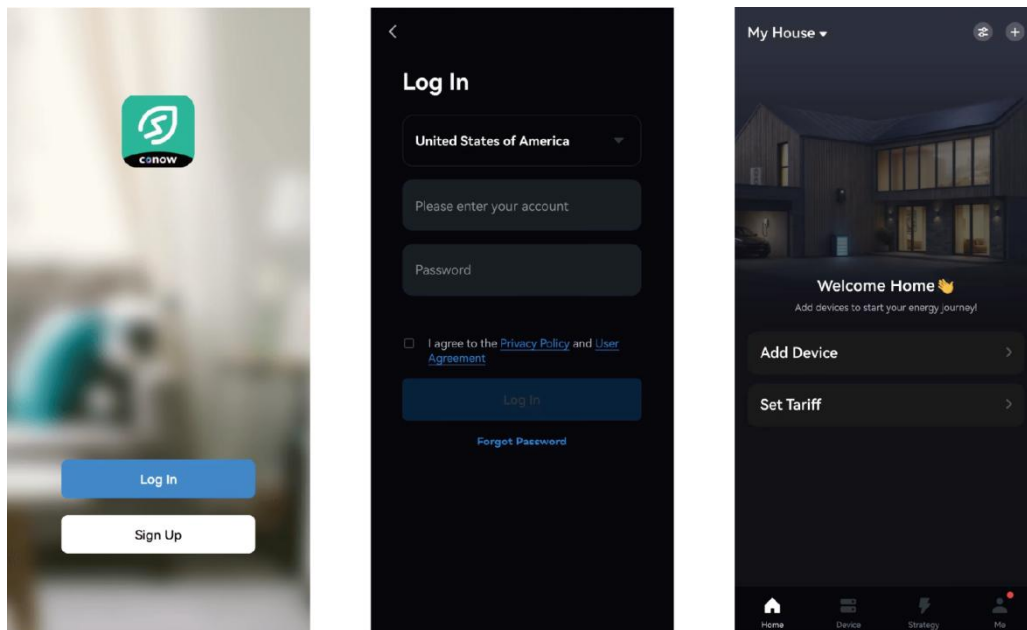 conow
Log In
Sign Up
Log In
United States of America
Please enter your account
Password
I agree to the Privacy Policy and User
Agreement
Log In
Forgot Password
My House
Welcome Home👋
Add devices to start your energy journey!
Add Device
Set Tariff
Home
Device
Strategy
Me